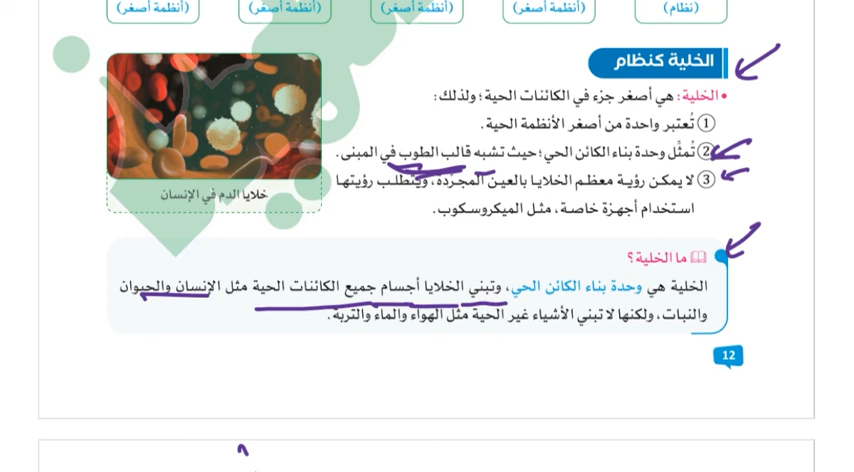 (نظام) (أنظمة أصغر) (أنظمة أصغر) (أنظمة أصغر) (أنظمة أصغر)
الخلية كنظام
• الخلية: هي أصغر جزء في الكائنات الحية؛ ولذلك:
① تُعتبر واحدة من أصغر الأنظمة الحية.
② تُمثِّل وحدة بناء الكائن الحي؛ حيث تشبه قالب الطوب في المبنى.
③ لا يمكن رؤية معظم الخلايا بالعين المجردة، ويتطلب رؤيتها
استخدام أجهزة خاصة، مثل الميكروسكوب.
خلايا الدم في الإنسان
ما الخلية؟
الخلية هي وحدة بناء الكائن الحي، وتبني الخلايا أجسام جميع الكائنات الحية مثل الإنسان والحيوان
والنبات، ولكنها لا تبني الأشياء غير الحية مثل الهواء والماء والتربة.
12